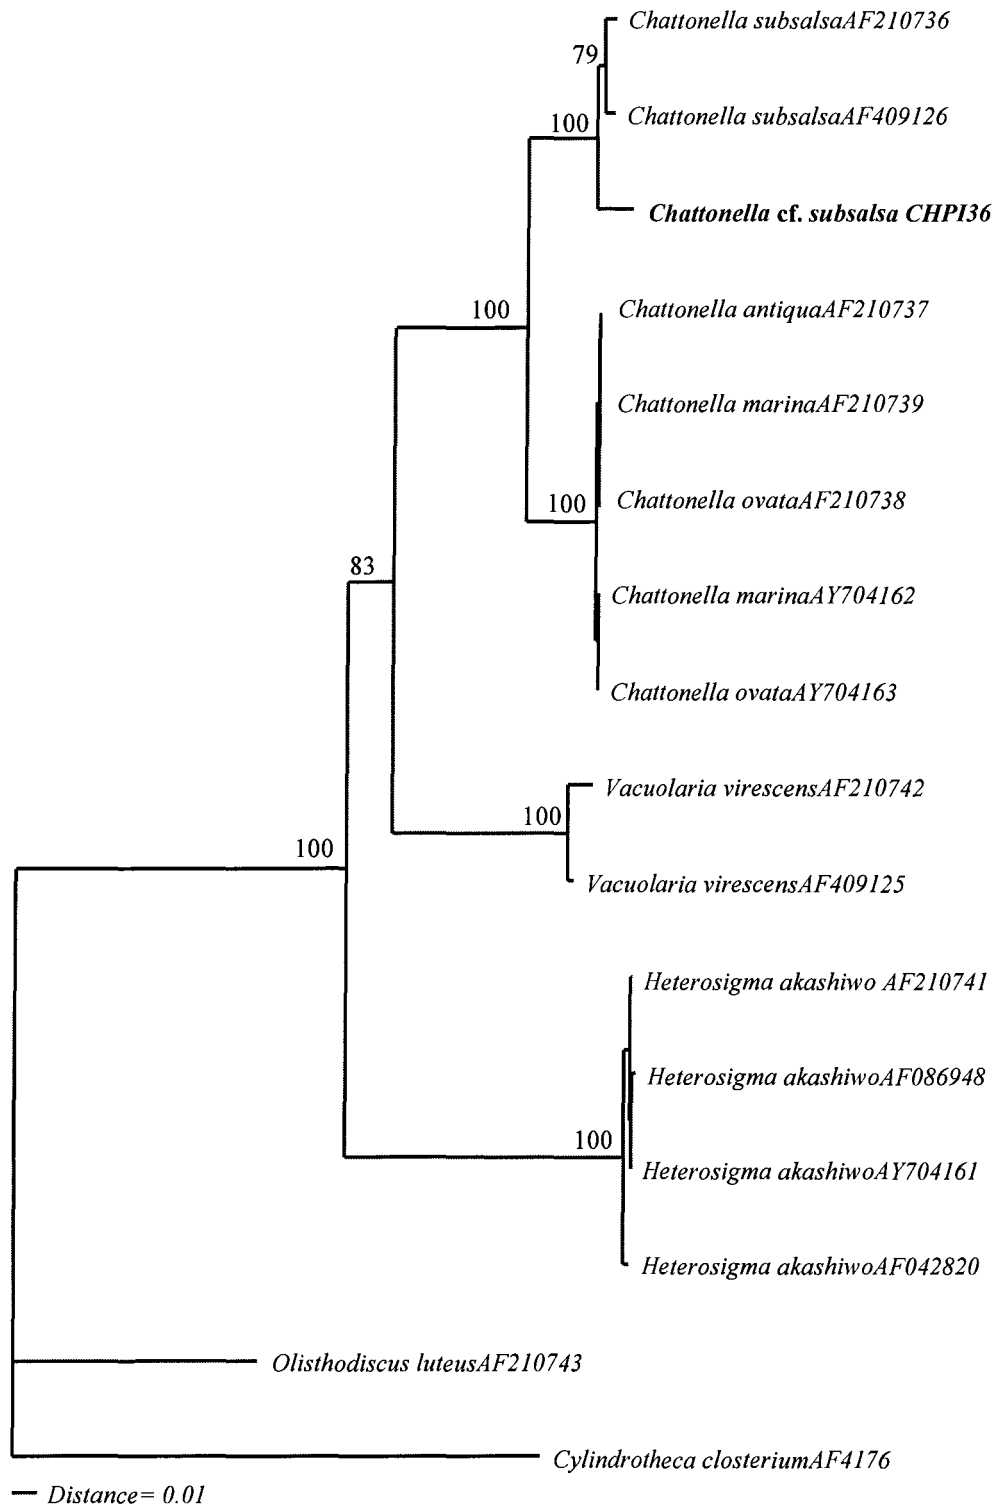 Chattonella subsalsaAF210736
79
Chattonella subsalsaAF409126
100
Chattonella cf. subsalsa CHPI36
Chattonella antiquaAF210737
100
Chattonella marinaAF210739
Chattonella ovataAF210738
100
83
Chattonella marinaAY704162
Chattonella ovataAY704163
Vacuolaria virescensAF210742
100
100
Vacuolaria virescensAF409125
Heterosigma akashiwo AF210741
Heterosigma akashiwoAF086948
100
Heterosigma akashiwoAY704161
Heterosigma akashiwoAF042820
Olisthodiscus luteusAF210743
Cylindrotheca closteriumAF4176
Distance= 0.01